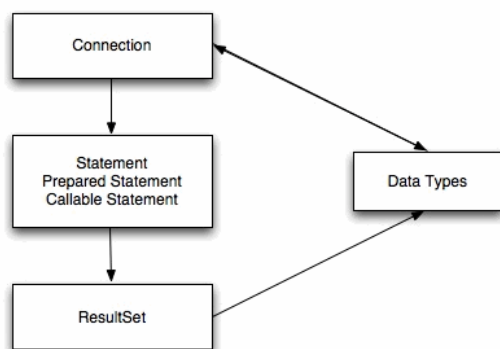 Connection
Statement
Prepared Statement
Callable Statement
Data Types
ResultSet